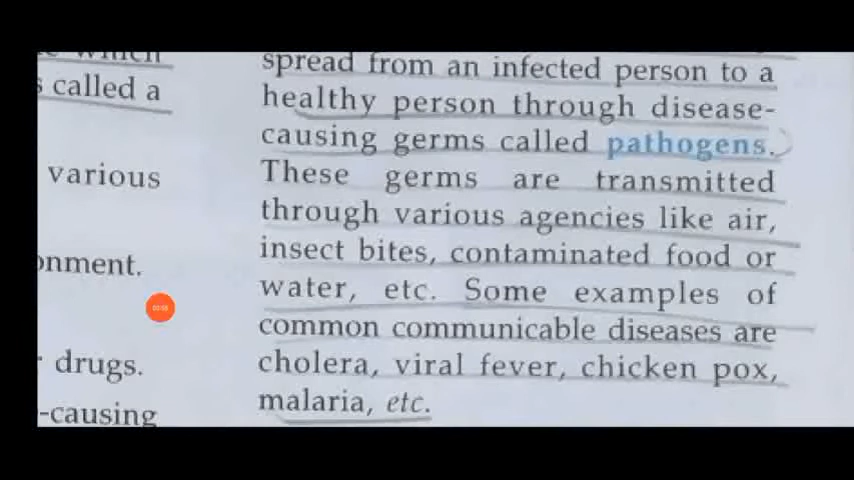 which
s called a
various
onment.
drugs.
-causing
spread from an infected person to a
healthy person through disease-
causing germs called pathogens.
These germs are transmitted
through various agencies like air,
insect bites, contaminated food or
water, etc. Some examples of
common communicable diseases are
cholera, viral fever, chicken pox,
malaria, etc.